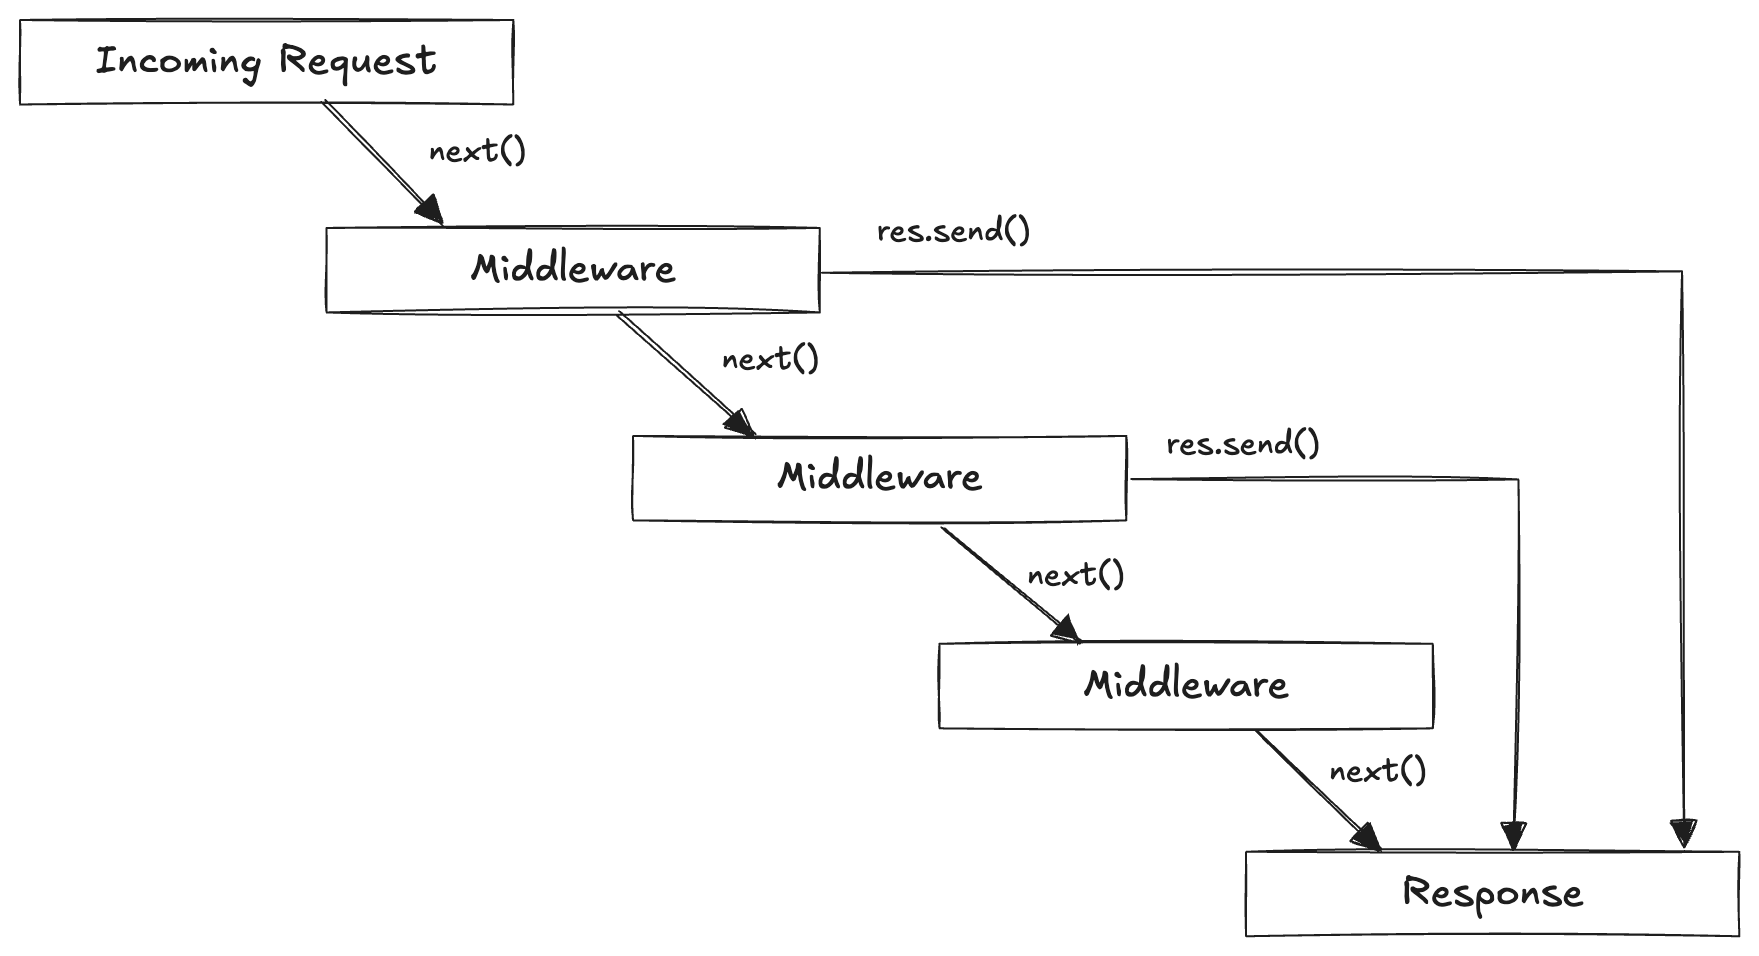 Incoming Request
next()
Middleware
res.send()
next()
Middleware
res.send()
next()
Middleware
next()
Response